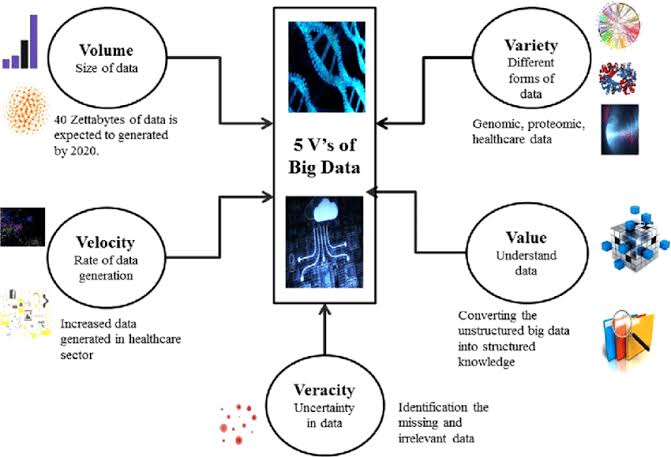 Volume
Size of data
40 Zettabytes of data is
expected to generated
by 2020.
Velocity
Rate of data
generation
Increased data
generated in healthcare
sector
5 V's of
Big Data
Variety
Different
forms of
data
Genomic, proteomic,
healthcare data
Value
Understand
data
Converting the
unstructured big data
into structured
knowledge
Veracity
Uncertainty
in data
Identification the
missing and
irrelevant data